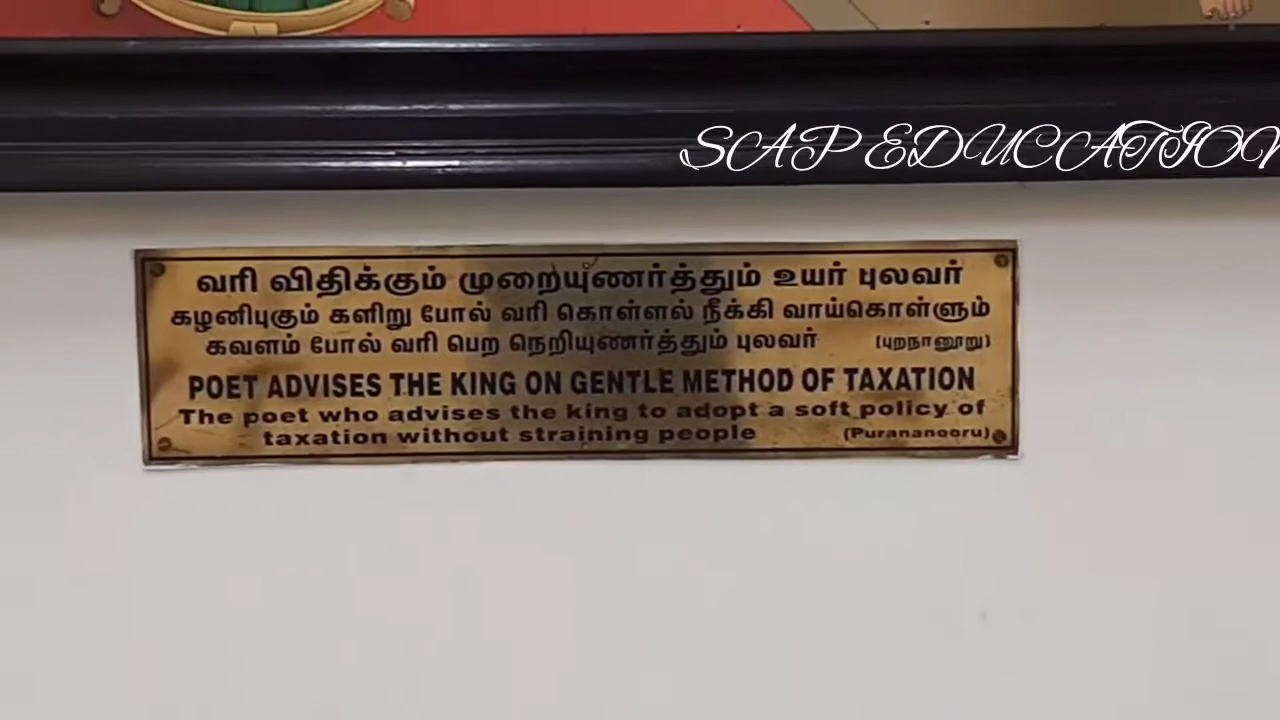 SAP EDUCATION
வரி விதிக்கும் முறையுணர்த்தும் உயர் புலவர்
கழனிபுகும் களிறு போல் வரி கொள்ளல் நீக்கி வாய்கொள்ளும்
கவளம் போல் வரி பெற நெறியுணர்த்தும் புலவர் (புறநானூறு)
POET ADVISES THE KING ON GENTLE METHOD OF TAXATION
The poet who advises the king to adopt a soft policy of
taxation without straining people (Purananooru)